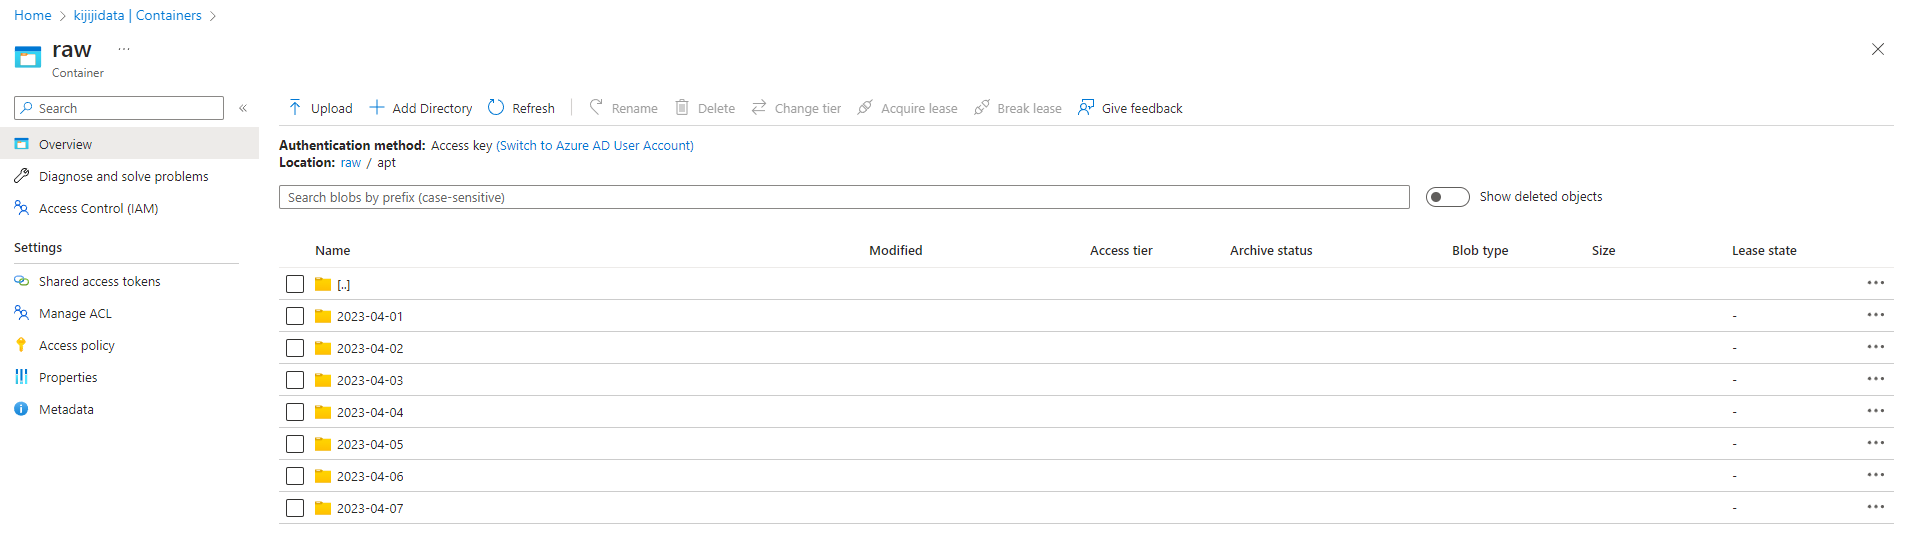 Home > kijijidata | Containers >
raw ...
Container
Search «
Overview
Diagnose and solve problems
Access Control (IAM)
Settings
Shared access tokens
Manage ACL
Access policy
Properties
Metadata
Upload Add Directory Refresh Rename Delete Change tier Acquire lease Break lease Give feedback
Authentication method: Access key (Switch to Azure AD User Account)
Location: raw / apt
Search blobs by prefix (case-sensitive) Show deleted objects
Name Modified Access tier Archive status Blob type Size Lease state
[..] ...
2023-04-01 - ...
2023-04-02 - ...
2023-04-03 - ...
2023-04-04 - ...
2023-04-05 - ...
2023-04-06 - ...
2023-04-07 - ...